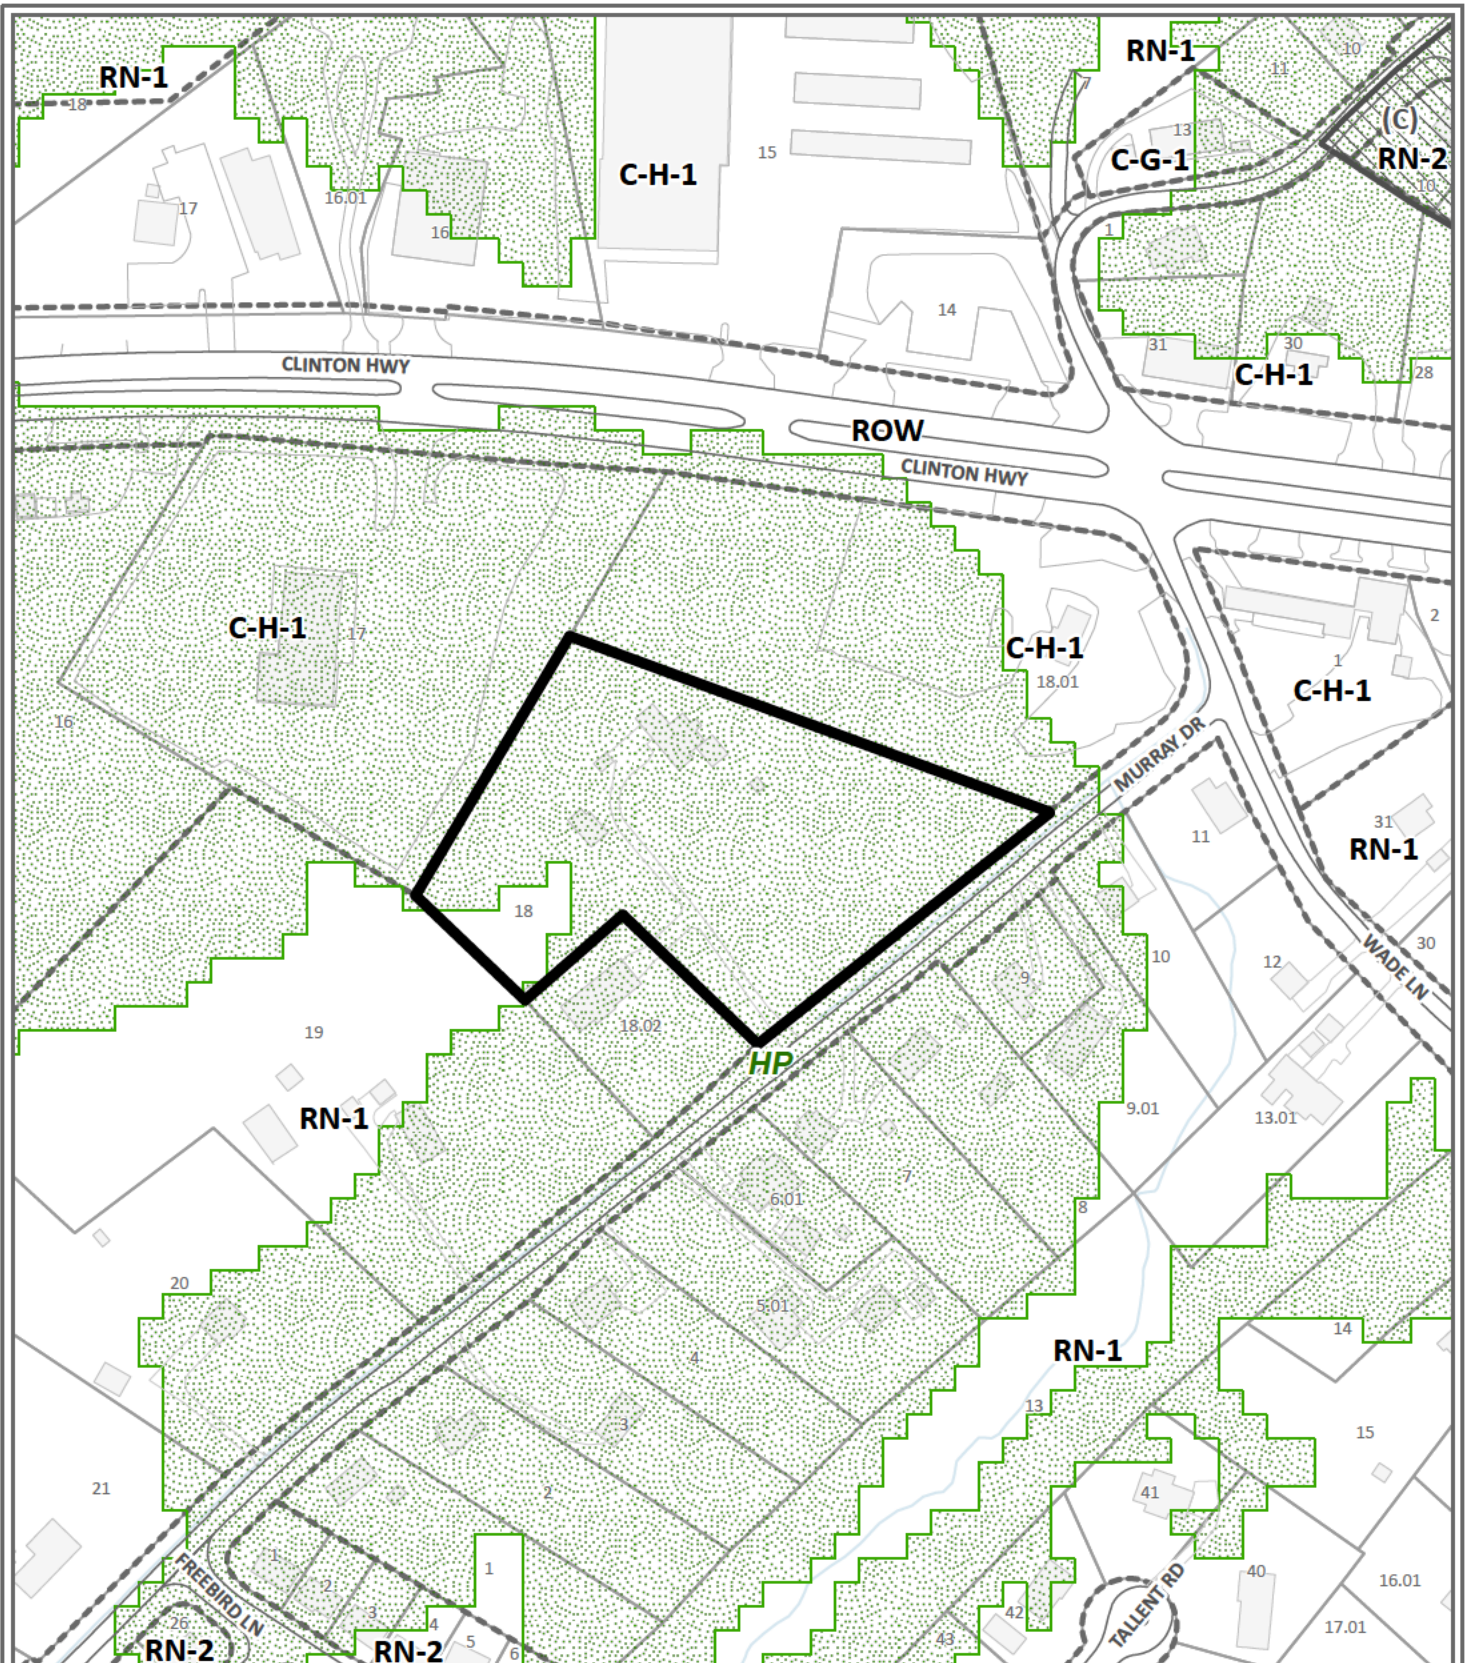 RN-1
10
RN-1
11
18
7
(C)
13
15
C-G-1
RN-2
C-H-1
10
16.01
17
16
1
14
31
30
CLINTON HWY
C-H-1
28
ROW
CLINTON HWY
2
C-H-1
17
C-H-1
1
18.01
C-H-1
16
MURRAY DR
31
11
RN-1
18
30
10
12
WADE LN
9
18.02
19
HP
9.01
RN-1
13.01
7
6.01
8
20
5.01
14
RN-1
4
13
3
15
21
2
41
1
1
FREEBIRD LN
40
2
16.01
TALLENT RD
3
42
26
4
17.01
5
43
RN-2
RN-2
6